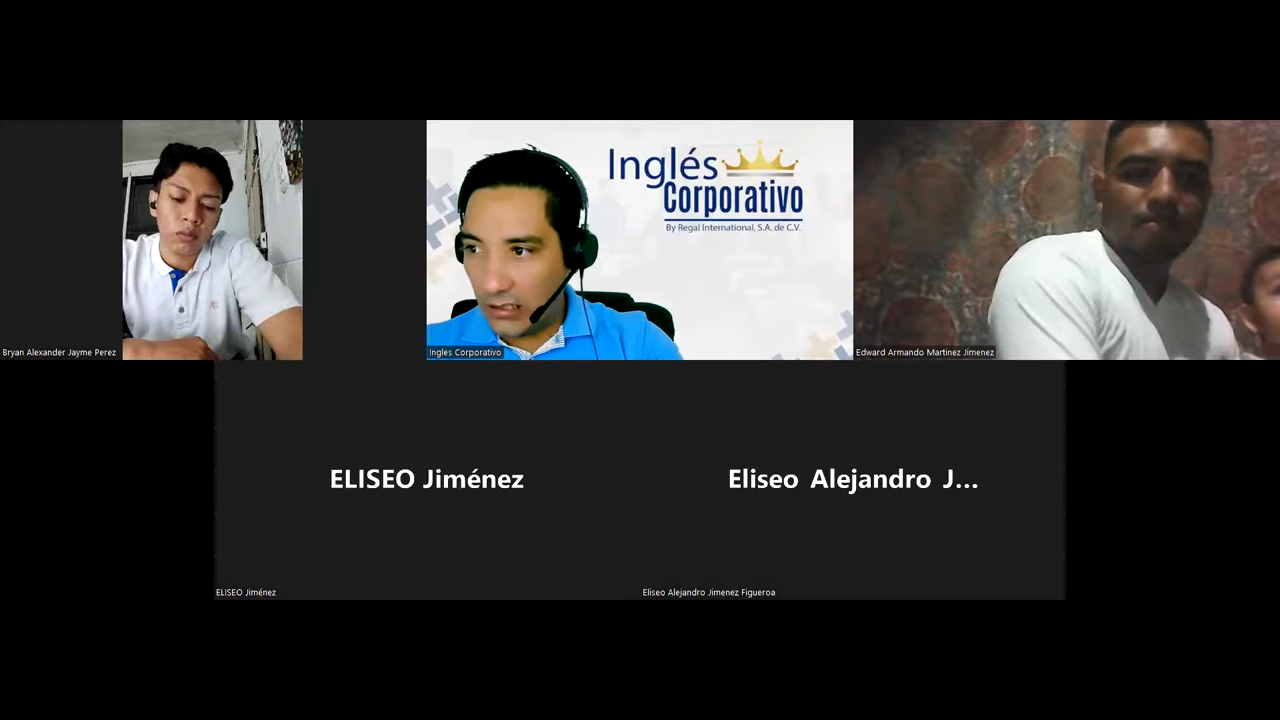 Inglés
Corporativo
By Regal International, S.A. de C.V.
Bryan Alexander Jayme Perez
Ingles Corporativo
Edward Armando Martinez Jimenez
ELISEO Jiménez
Eliseo Alejandro J...
ELISEO Jiménez
Eliseo Alejandro Jimenez Figueroa